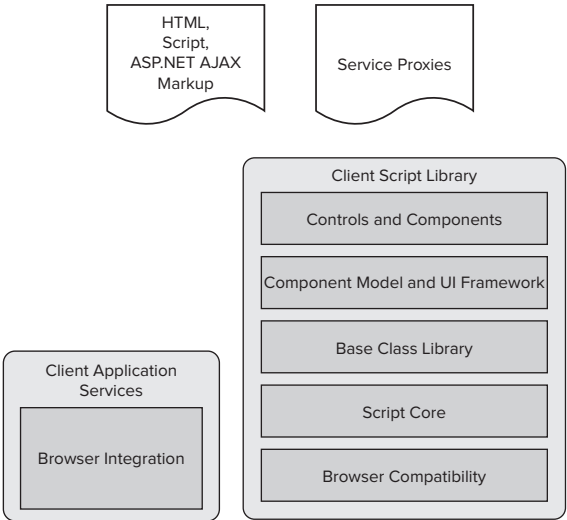 HTML,
Script,
ASP.NET AJAX
Markup
Service Proxies
Client Script Library
Controls and Components
Component Model and UI Framework
Base Class Library
Script Core
Browser Compatibility
Client Application
Services
Browser Integration